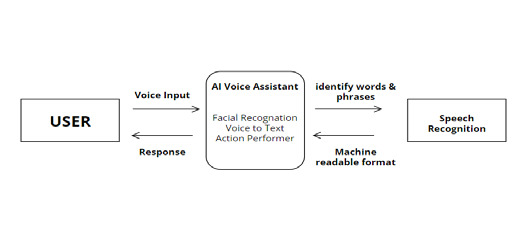 USER
Voice Input
Response
AI Voice Assistant
Facial Recognation
Voice to Text
Action Performer
identify words &
phrases
Machine
readable format
Speech
Recognition